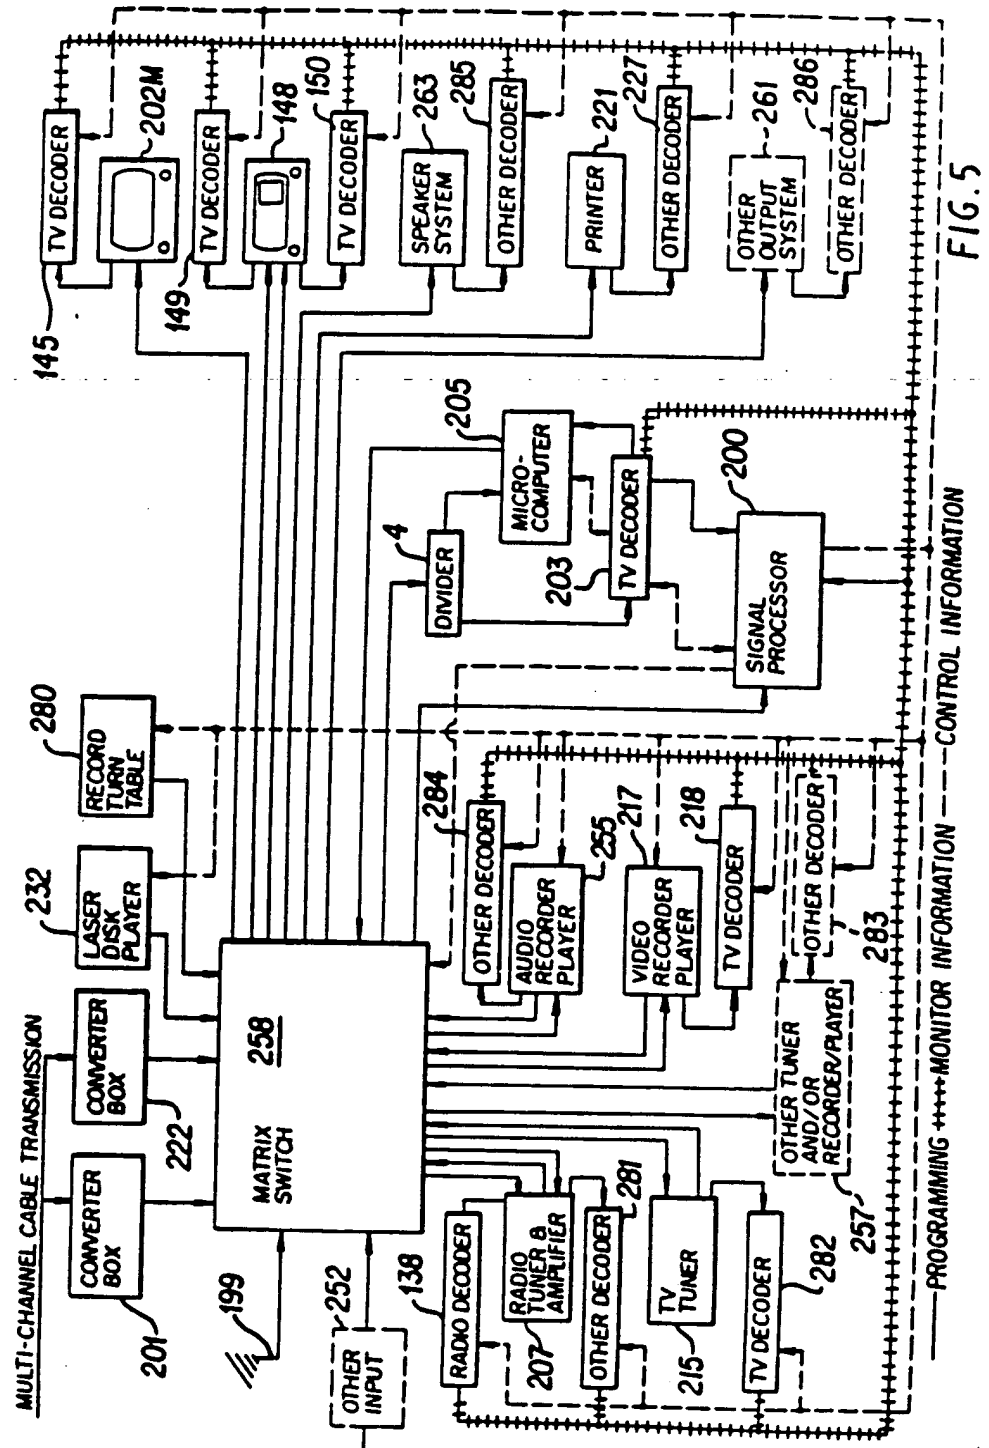 MULTI-CHANNEL CABLE TRANSMISSION
CONVERTER
BOX
201
CONVERTER
BOX
222
LASER
DISK
PLAYER
232
RECORD
TURN
TABLE
280
199
OTHER
INPUT
252
MATRIX
SWITCH
258
TV DECODER
145
202M
TV DECODER
149
148
TV DECODER
150
SPEAKER
SYSTEM
263
OTHER DECODER
285
PRINTER
221
OTHER DECODER
227
OTHER
OUTPUT
SYSTEM
261
OTHER DECODER
286
DIVIDER
4
MICRO-
COMPUTER
205
TV DECODER
203
SIGNAL
PROCESSOR
200
RADIO DECODER
138
RADIO
TUNER &
AMPLIFIER
207
OTHER DECODER
281
TV
TUNER
215
TV DECODER
282
OTHER DECODER
284
AUDIO
RECORDER
PLAYER
255
VIDEO
RECORDER
PLAYER
217
TV DECODER
218
OTHER TUNER
AND/OR
RECORDER/PLAYER
257
OTHER DECODER
283
PROGRAMMING MONITOR INFORMATION CONTROL INFORMATION
FIG. 5